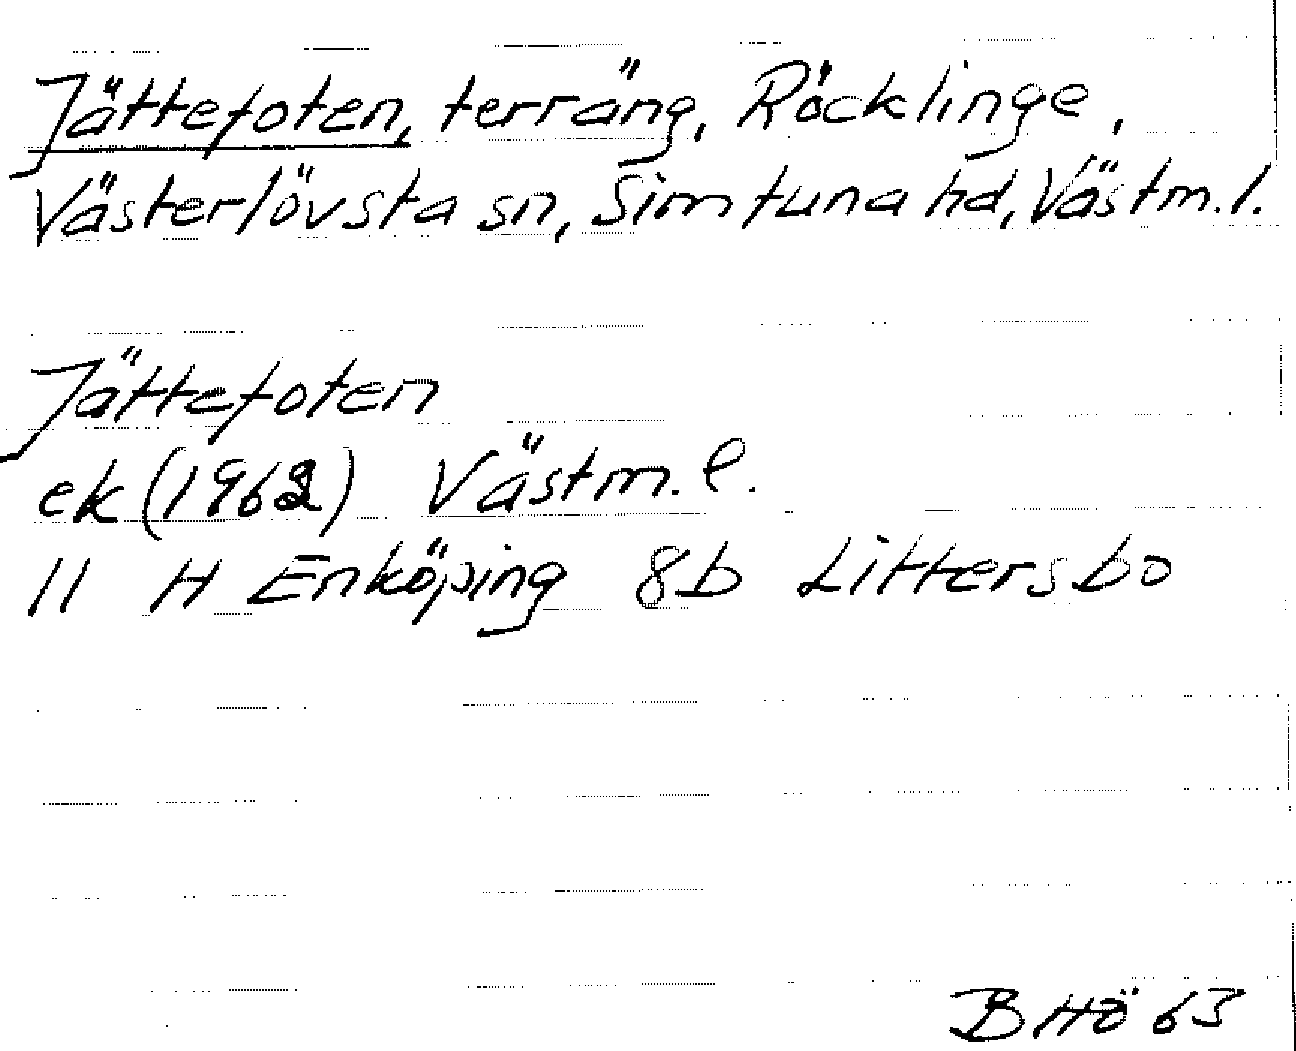 Jättefoten, terräng, Röcklinge,
Västerlövsta sn, Simtuna hd, Västm. l.
Jättefoten
ek (1962) Västm. l.
11 H Enköping 8b Littersbo
BHö 63